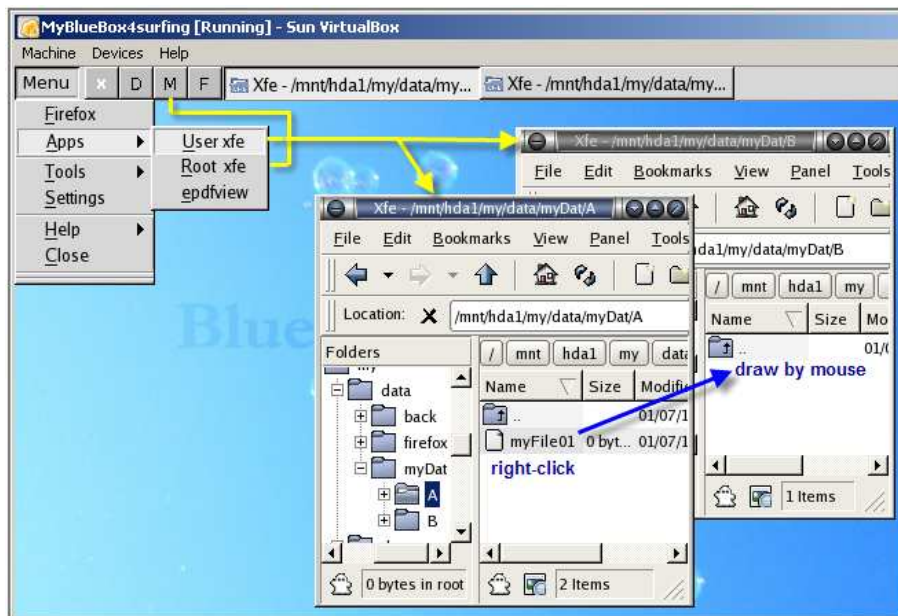 MyBlueBox4surfing [Running] - Sun VirtualBox
Machine Devices Help
Menu x D M F Xfe - /mnt/hda1/my/data/my... Xfe - /mnt/hda1/my/data/my...
Firefox
Apps
Tools
Settings
Help
Close
User xfe
Root xfe
epdfview
Xfe - /mnt/hda1/my/data/myDat/B
File Edit Bookmarks View Panel Tools
hda1/my/data/myDat/B
/ mnt hda1 my
Name Size Mo
.. 01/0
draw by mouse
1 Items
Xfe - /mnt/hda1/my/data/myDat/A
File Edit Bookmarks View Panel Tools
Location: /mnt/hda1/my/data/myDat/A
Folders
my
data
back
firefox
myDat
A
B
0 bytes in root
/ mnt hda1 my data
Name Size Modifi
.. 01/07/1
myFile01 0 byt... 01/07/1
right-click
2 Items
Blue